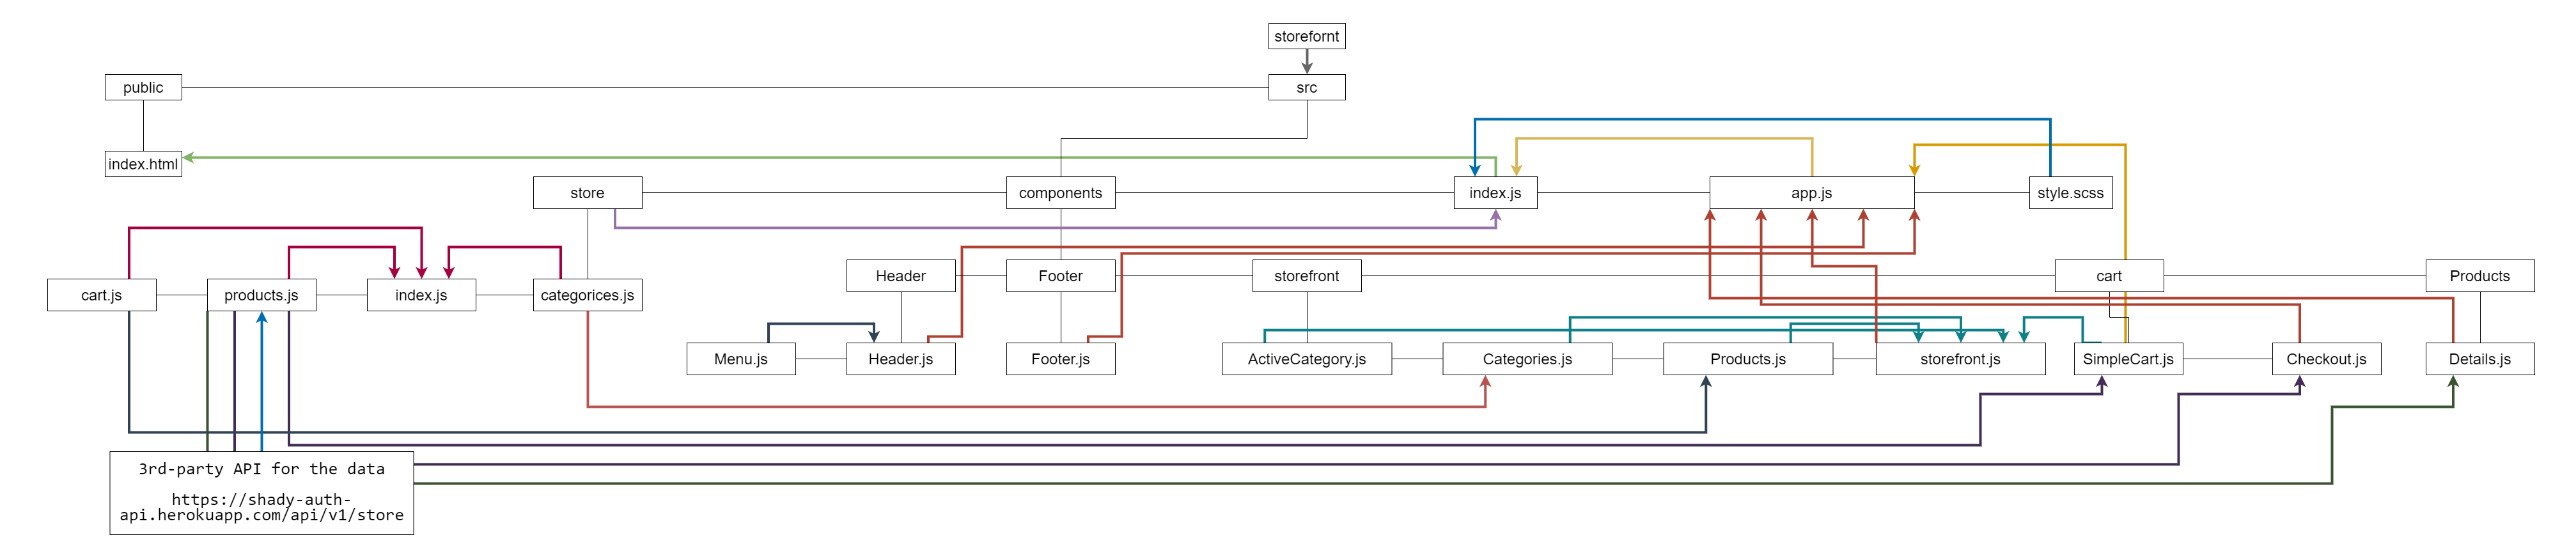 storefornt
public
src
index.html
store
components
index.js
app.js
style.scss
Header
Footer
storefront
cart
Products
cart.js
products.js
index.js
categorices.js
Menu.js
Header.js
Footer.js
ActiveCategory.js
Categories.js
Products.js
storefront.js
SimpleCart.js
Checkout.js
Details.js
3rd-party API for the data
https://shady-auth-
api.herokuapp.com/api/v1/store